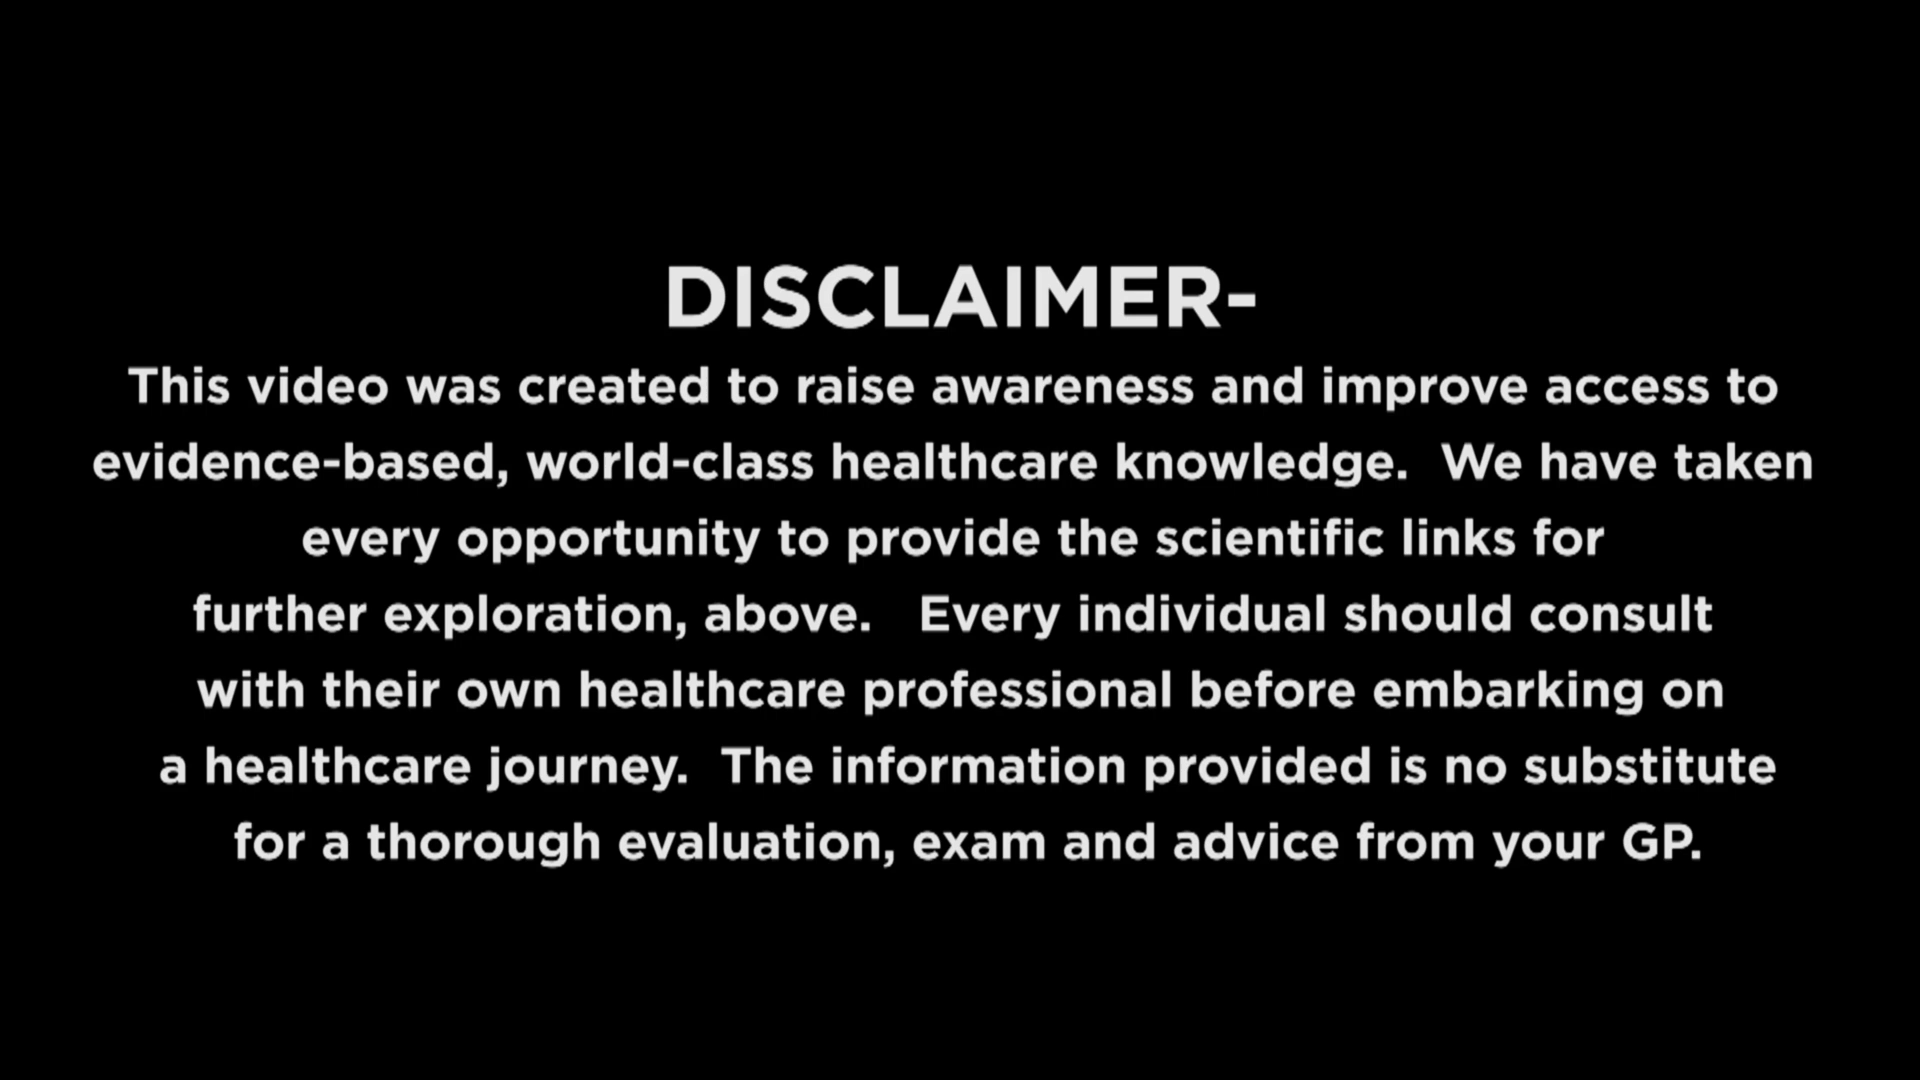 DISCLAIMER-
This video was created to raise awareness and improve access to
evidence-based, world-class healthcare knowledge.  We have taken
every opportunity to provide the scientific links for
further exploration, above.   Every individual should consult
with their own healthcare professional before embarking on
a healthcare journey.  The information provided is no substitute
for a thorough evaluation, exam and advice from your GP.